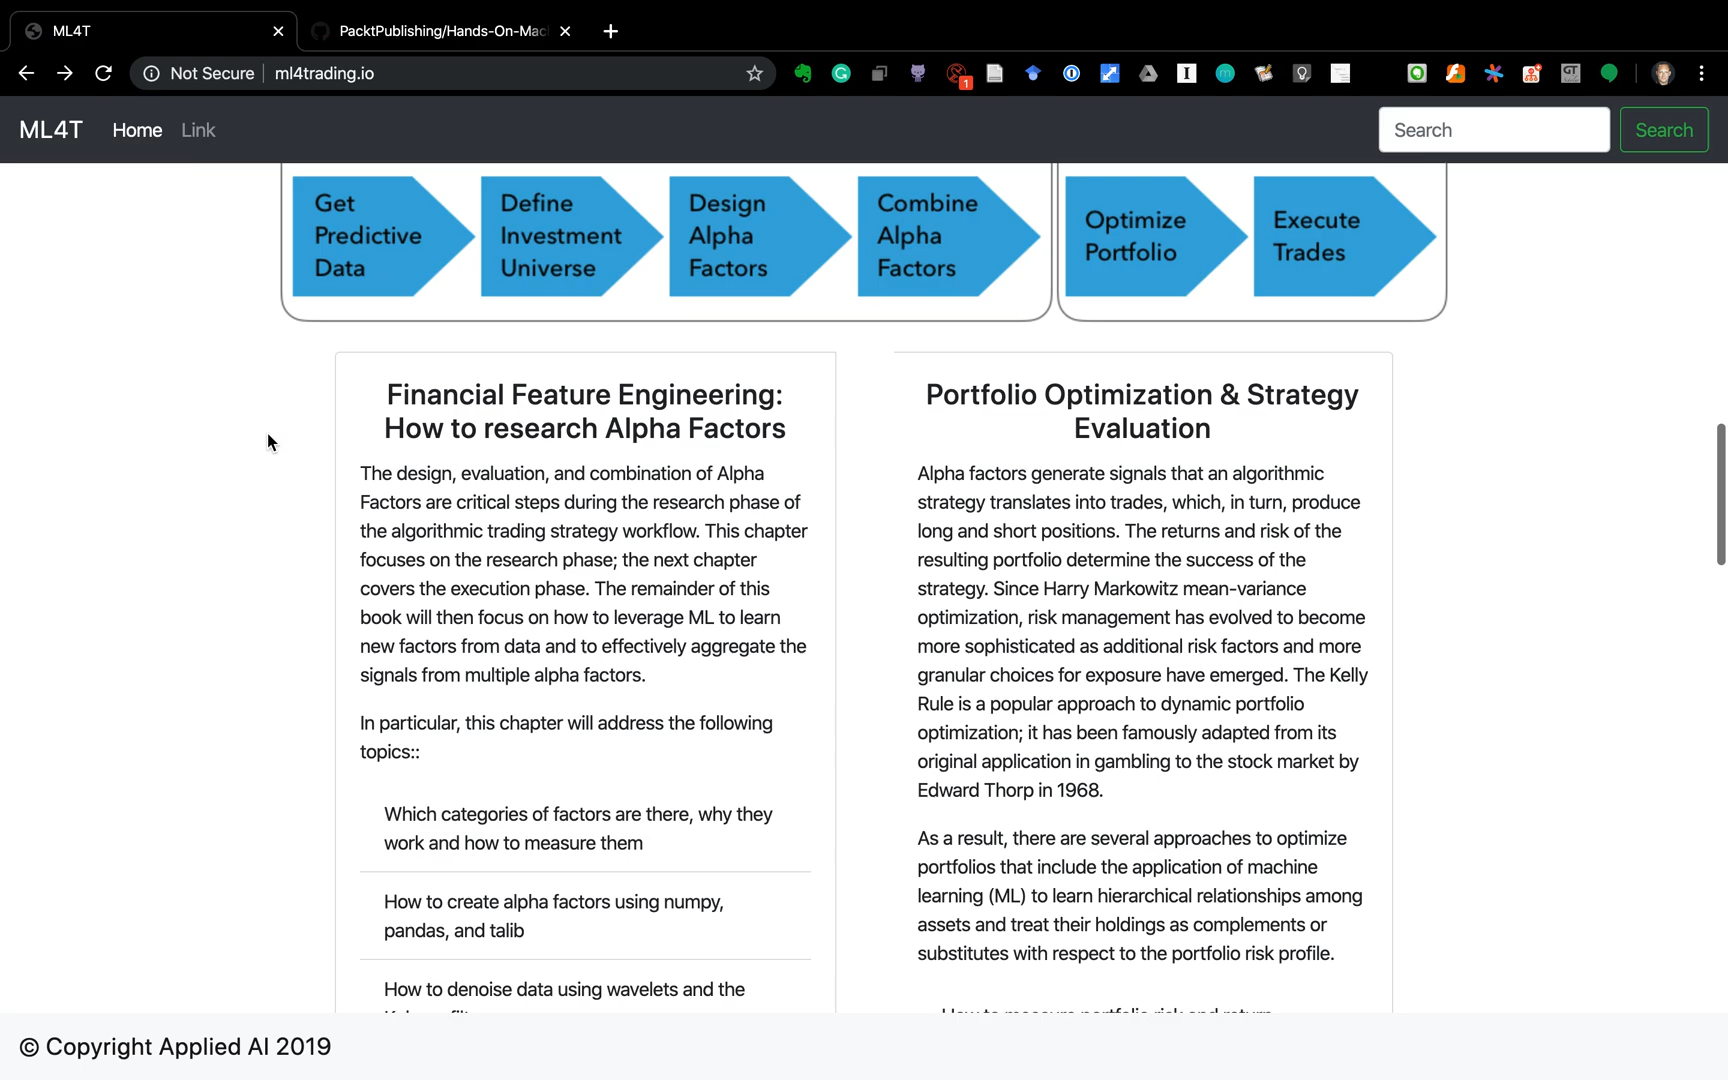 ML4T
PacktPublishing/Hands-On-Mac
Not Secure
ml4trading.io
1
GT
ML4T
Home
Link
Search
Search
Get
Predictive
Data
Define
Investment
Universe
Design
Alpha
Factors
Combine
Alpha
Factors
Optimize
Portfolio
Execute
Trades
Financial Feature Engineering:
How to research Alpha Factors
The design, evaluation, and combination of Alpha
Factors are critical steps during the research phase of
the algorithmic trading strategy workflow. This chapter
focuses on the research phase; the next chapter
covers the execution phase. The remainder of this
book will then focus on how to leverage ML to learn
new factors from data and to effectively aggregate the
signals from multiple alpha factors.
In particular, this chapter will address the following
topics::
Which categories of factors are there, why they
work and how to measure them
How to create alpha factors using numpy,
pandas, and talib
How to denoise data using wavelets and the
Portfolio Optimization & Strategy
Evaluation
Alpha factors generate signals that an algorithmic
strategy translates into trades, which, in turn, produce
long and short positions. The returns and risk of the
resulting portfolio determine the success of the
strategy. Since Harry Markowitz mean-variance
optimization, risk management has evolved to become
more sophisticated as additional risk factors and more
granular choices for exposure have emerged. The Kelly
Rule is a popular approach to dynamic portfolio
optimization; it has been famously adapted from its
original application in gambling to the stock market by
Edward Thorp in 1968.
As a result, there are several approaches to optimize
portfolios that include the application of machine
learning (ML) to learn hierarchical relationships among
assets and treat their holdings as complements or
substitutes with respect to the portfolio risk profile.
© Copyright Applied AI 2019